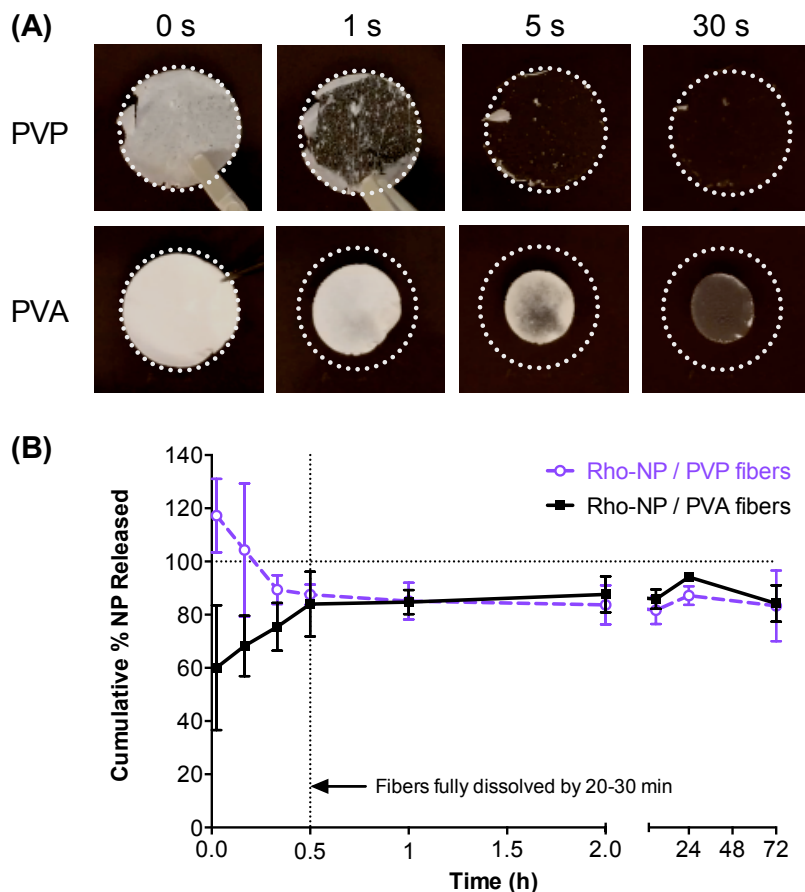 (A)
0 s 1 s 5 s 30 s
PVP
PVA
(B)
140
120
100
80
60
40
20
0
Cumulative % NP Released
Rho-NP / PVP fibers
Rho-NP / PVA fibers
Fibers fully dissolved by 20-30 min
0.0 0.5 1 2.0 24 48 72
Time (h)